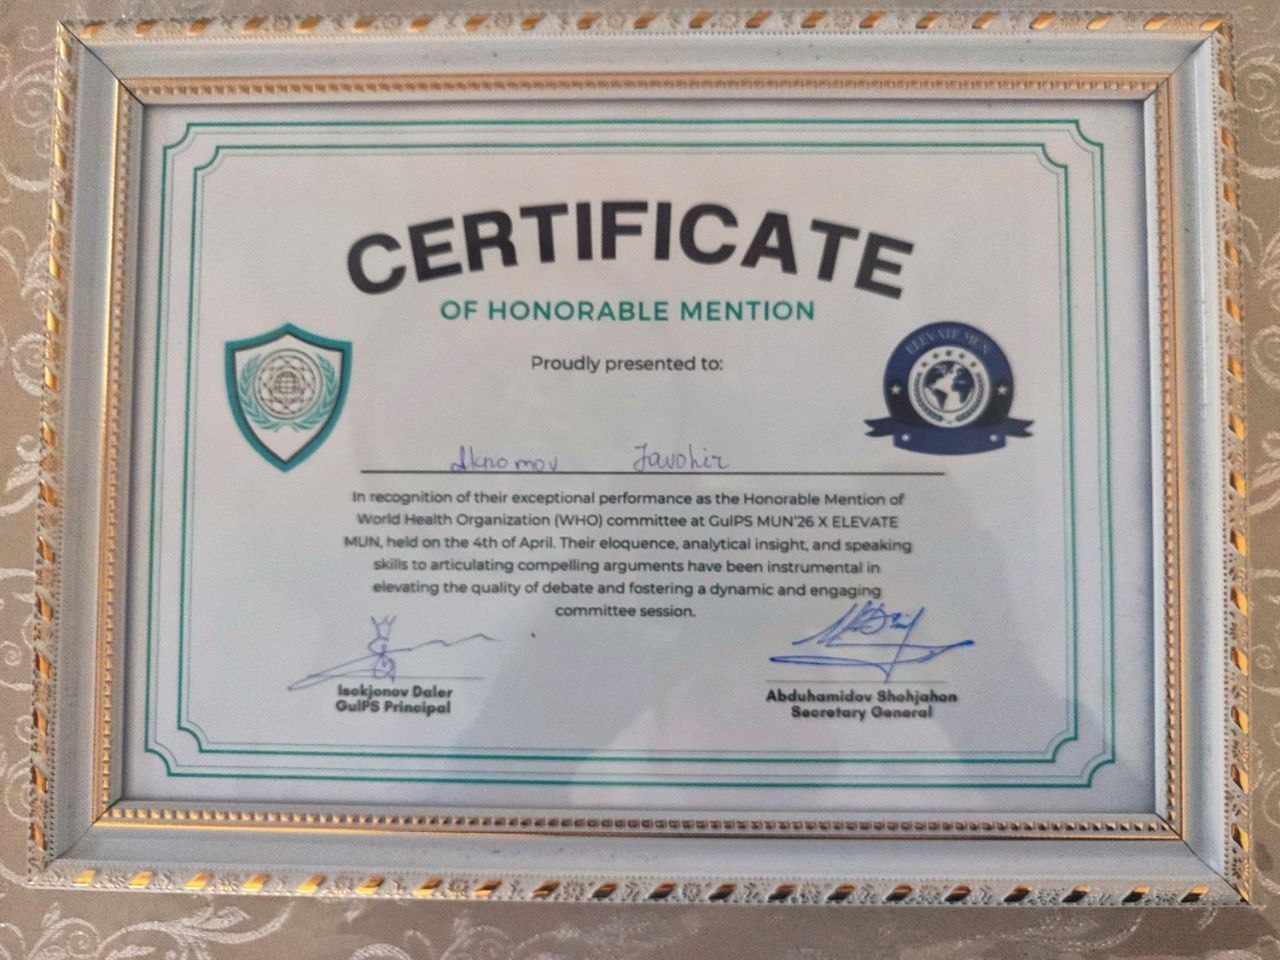 CERTIFICATE
OF HONORABLE MENTION
ELEVATE MUN
Proudly presented to:
Akromov Javohir
In recognition of their exceptional performance as the Honorable Mention of
World Health Organization (WHO) committee at GulPS MUN'26 X ELEVATE
MUN, held on the 4th of April. Their eloquence, analytical insight, and speaking
skills to articulating compelling arguments have been instrumental in
elevating the quality of debate and fostering a dynamic and engaging
committee session.
Isokjonov Daler
GulPS Principal
Abduhamidov Shohjahon
Secretary General